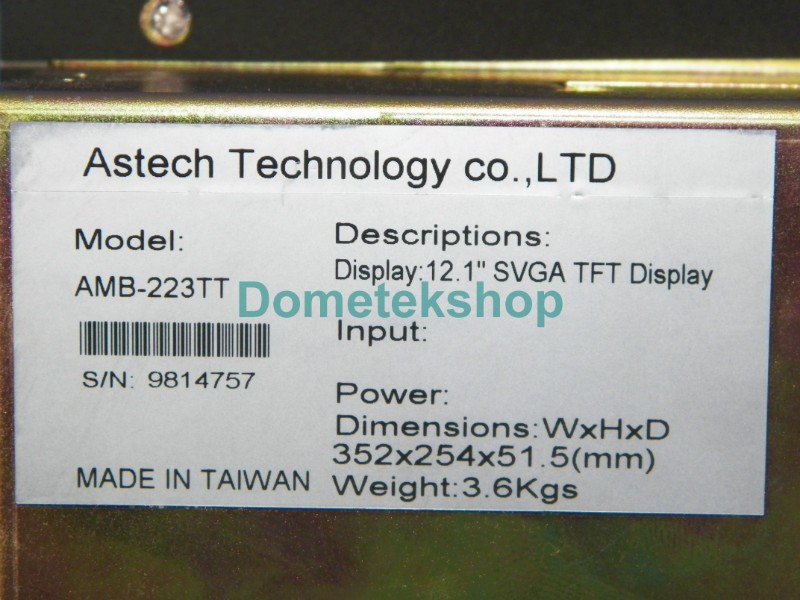 Astech Technology co.,LTD
Model:
AMB-223TT
S/N: 9814757
MADE IN TAIWAN
Descriptions:
Display:12.1" SVGA TFT Display
Input:
Power:
Dimensions:WxHxD
352x254x51.5(mm)
Weight:3.6Kgs
Dometekshop